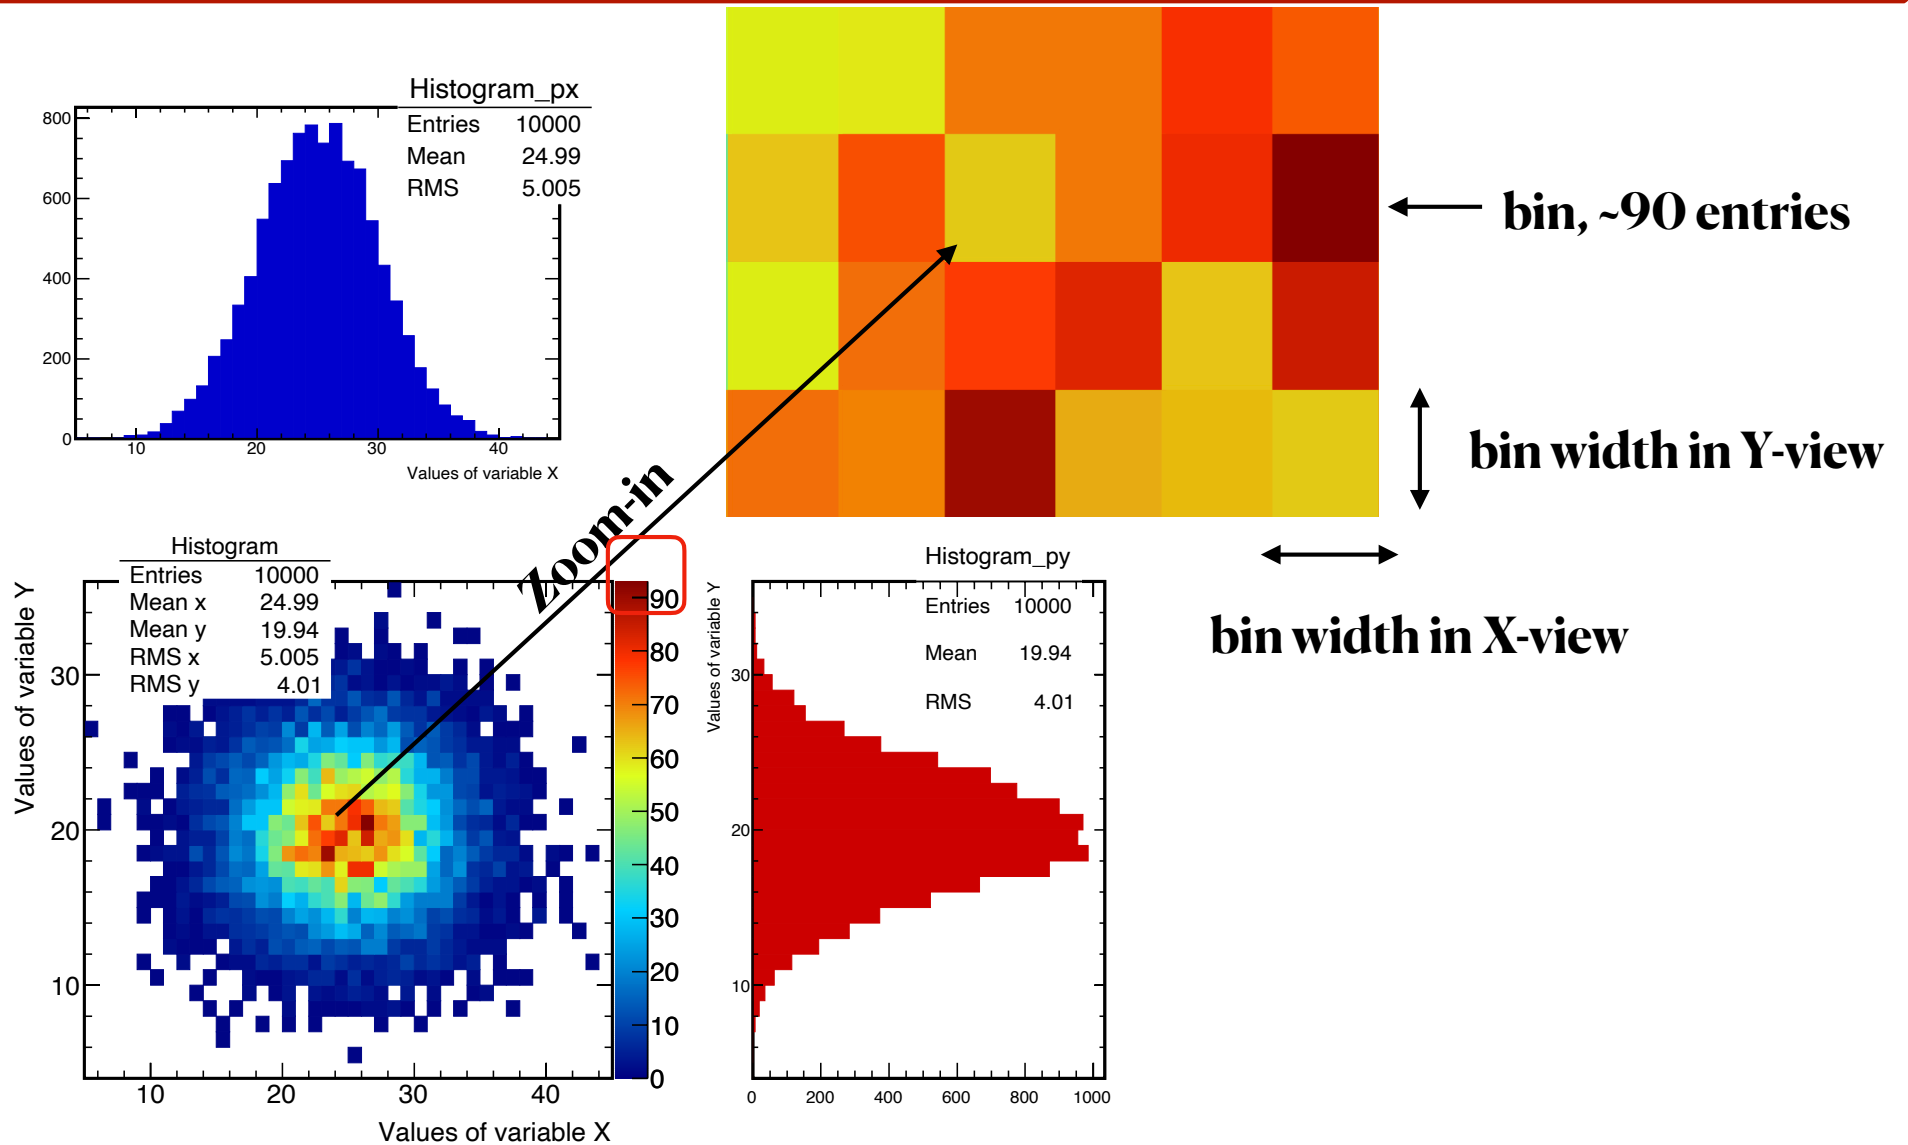 Histogram_px
Entries 10000
Mean 24.99
RMS 5.005
800
600
400
200
0
10 20 30 40
Values of variable X
bin, ~90 entries
bin width in Y-view
bin width in X-view
Zoom-in
Histogram
Entries 10000
Mean x 24.99
Mean y 19.94
RMS x 5.005
RMS y 4.01
Values of variable Y
30
20
10
10 20 30 40
Values of variable X
90
80
70
60
50
40
30
20
10
0
Histogram_py
Entries 10000
Mean 19.94
RMS 4.01
Values of variable Y
30
20
10
0 200 400 600 800 1000